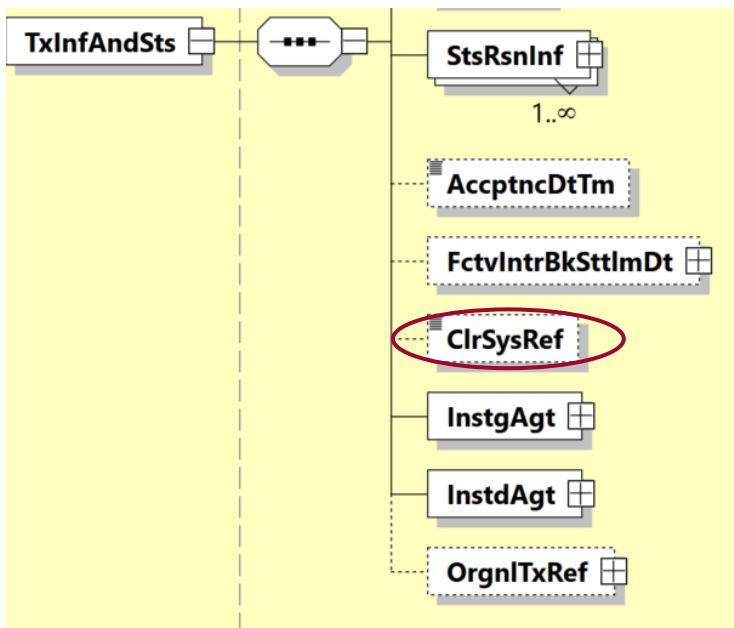 TxInfAndSts
StsRsnInf
1..∞
AccptncDtTm
FctvIntrBkSttlmDt
ClrSysRef
InstgAgt
InstdAgt
OrgnlTxRef